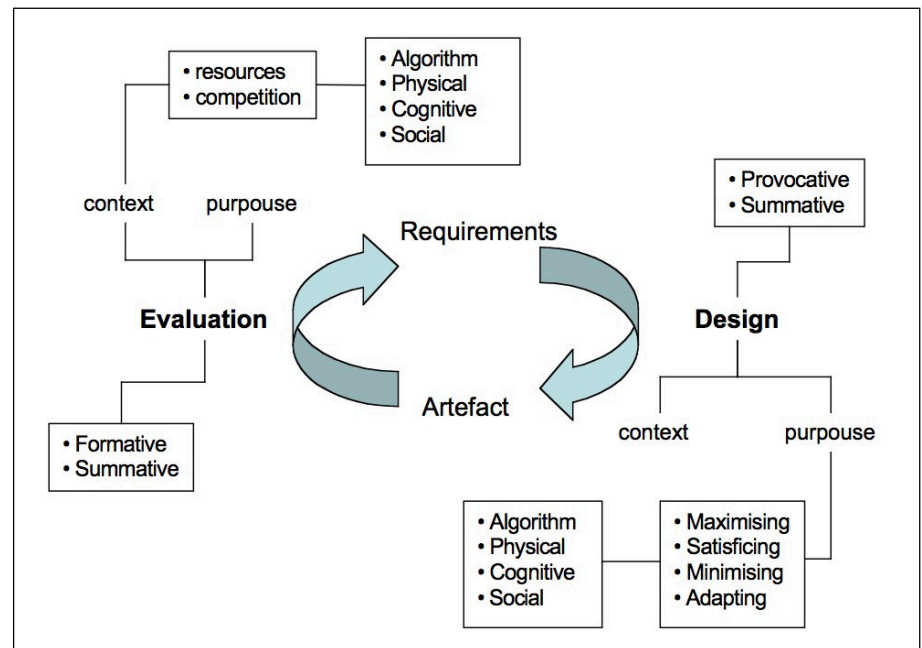 • resources
• competition
• Algorithm
• Physical
• Cognitive
• Social
context
purpouse
Evaluation
• Formative
• Summative
Requirements
Artefact
• Provocative
• Summative
Design
context
purpouse
• Algorithm
• Physical
• Cognitive
• Social
• Maximising
• Satisficing
• Minimising
• Adapting